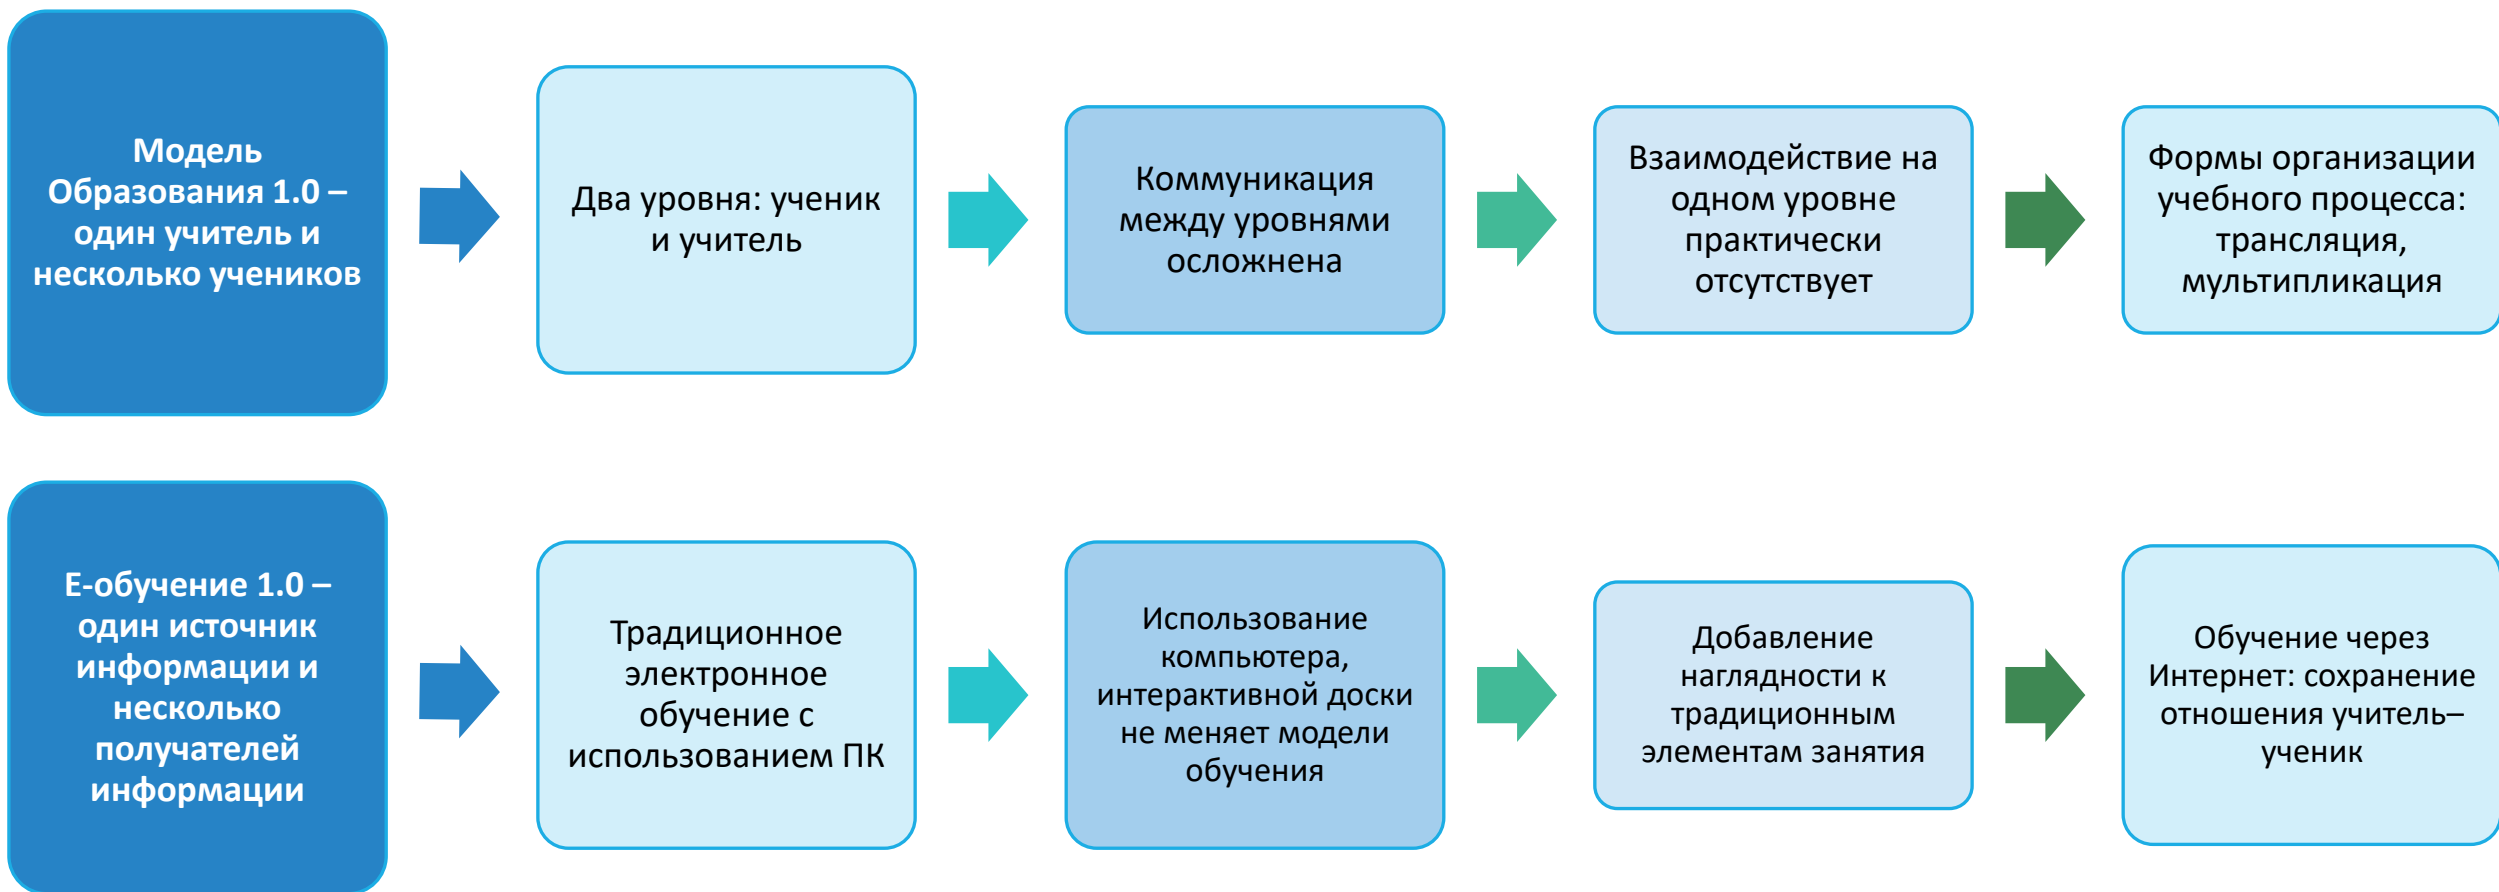 Модель
Образования 1.0 –
один учитель и
несколько учеников
Два уровня: ученик
и учитель
Коммуникация
между уровнями
осложнена
Взаимодействие на
одном уровне
практически
отсутствует
Формы организации
учебного процесса:
трансляция,
мультипликация
Е-обучение 1.0 –
один источник
информации и
несколько
получателей
информации
Традиционное
электронное
обучение с
использованием ПК
Использование
компьютера,
интерактивной доски
не меняет модели
обучения
Добавление
наглядности к
традиционным
элементам занятия
Обучение через
Интернет: сохранение
отношения учитель–
ученик